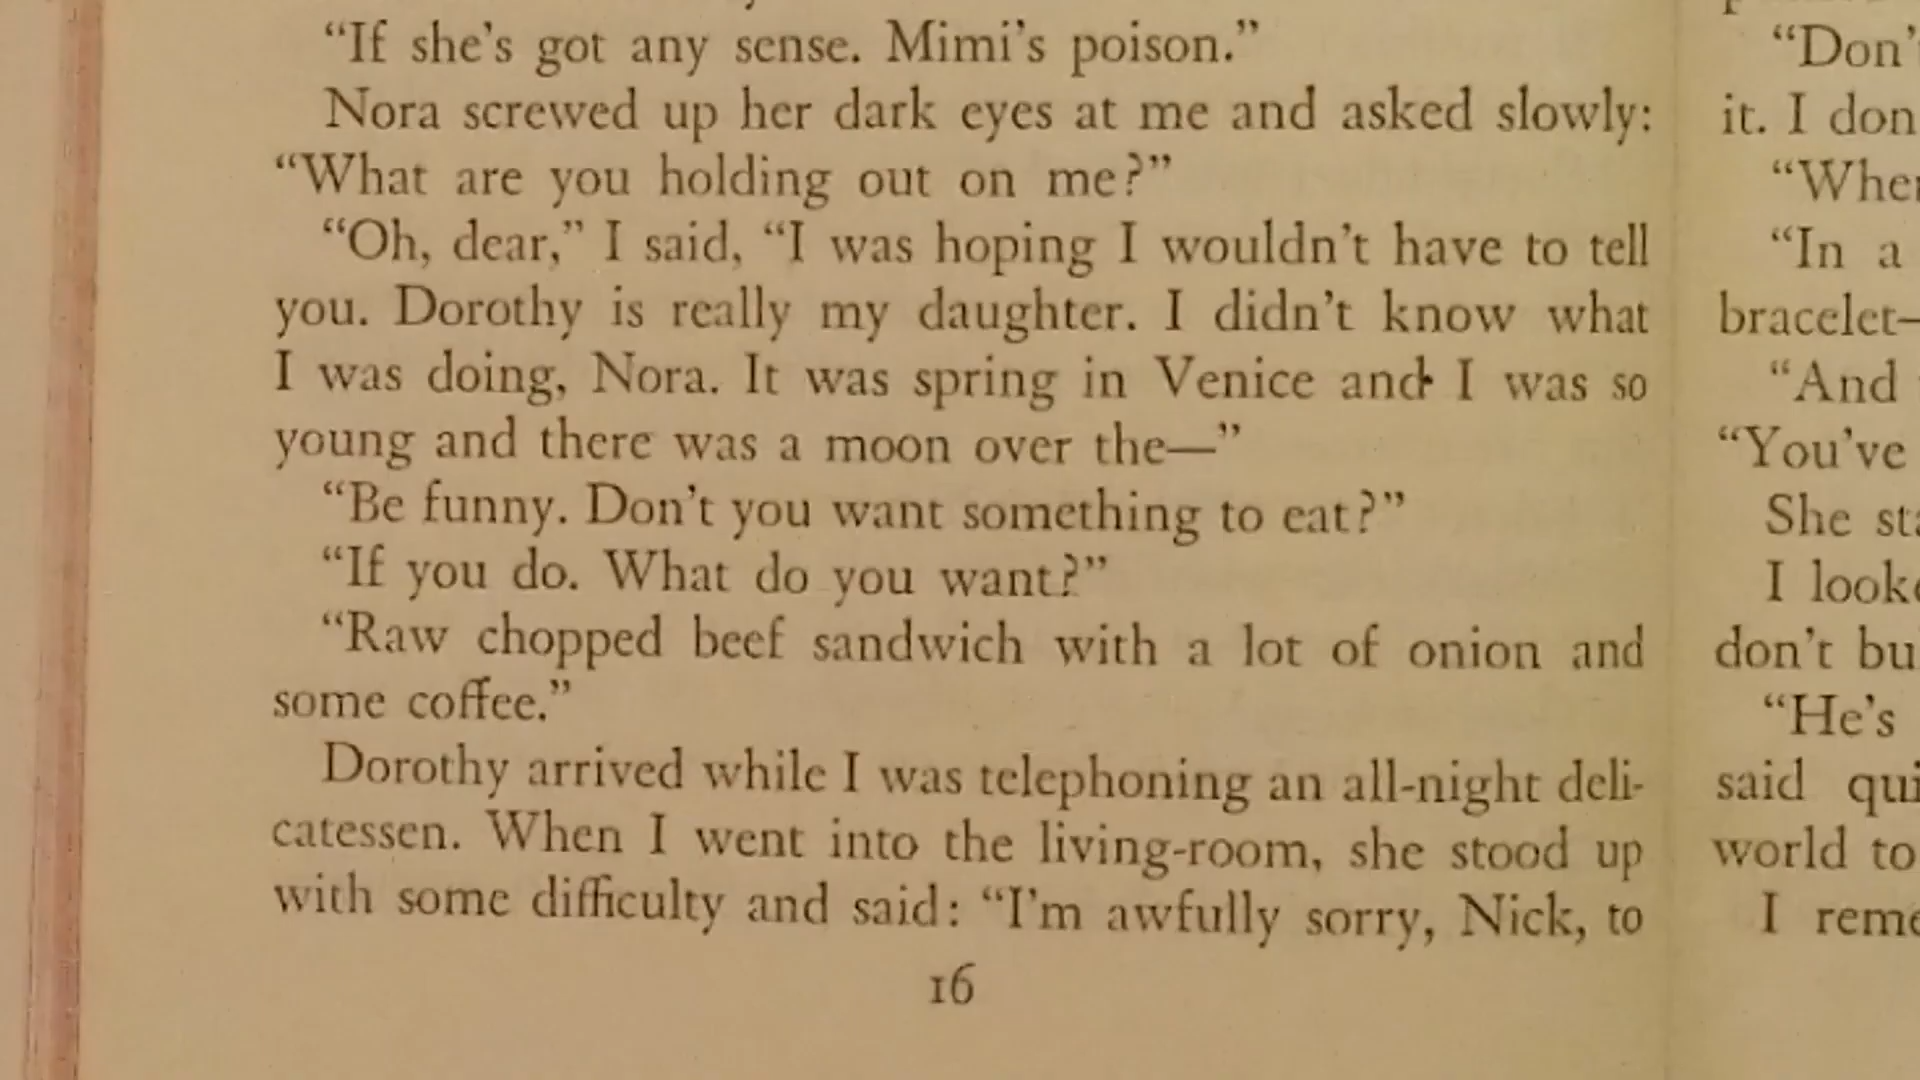 “If she’s got any sense. Mimi’s poison.”
Nora screwed up her dark eyes at me and asked slowly:
“What are you holding out on me?”
“Oh, dear,” I said, “I was hoping I wouldn’t have to tell
you. Dorothy is really my daughter. I didn’t know what
I was doing, Nora. It was spring in Venice and I was so
young and there was a moon over the—”
“Be funny. Don’t you want something to eat?”
“If you do. What do you want?”
“Raw chopped beef sandwich with a lot of onion and
some coffee.”
Dorothy arrived while I was telephoning an all-night deli-
catessen. When I went into the living-room, she stood up
with some difficulty and said: “I’m awfully sorry, Nick, to
16
“Don’
it. I don
“In a
bracelet—
“And
“You’ve
She
I
don’t
“He’s
said
world to
I